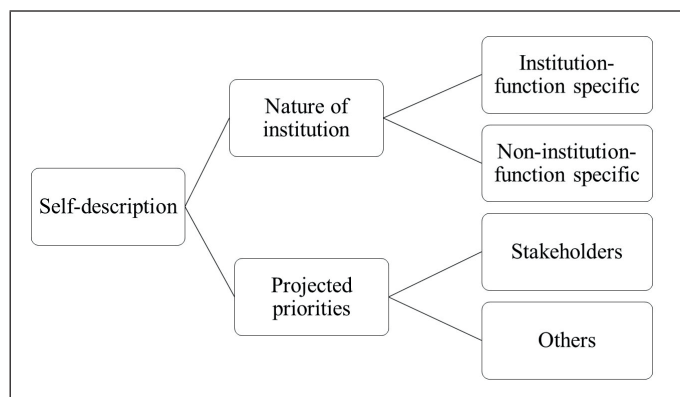 Self-description
Nature of
institution
Projected
priorities
Institution-
function specific
Non-institution-
function specific
Stakeholders
Others